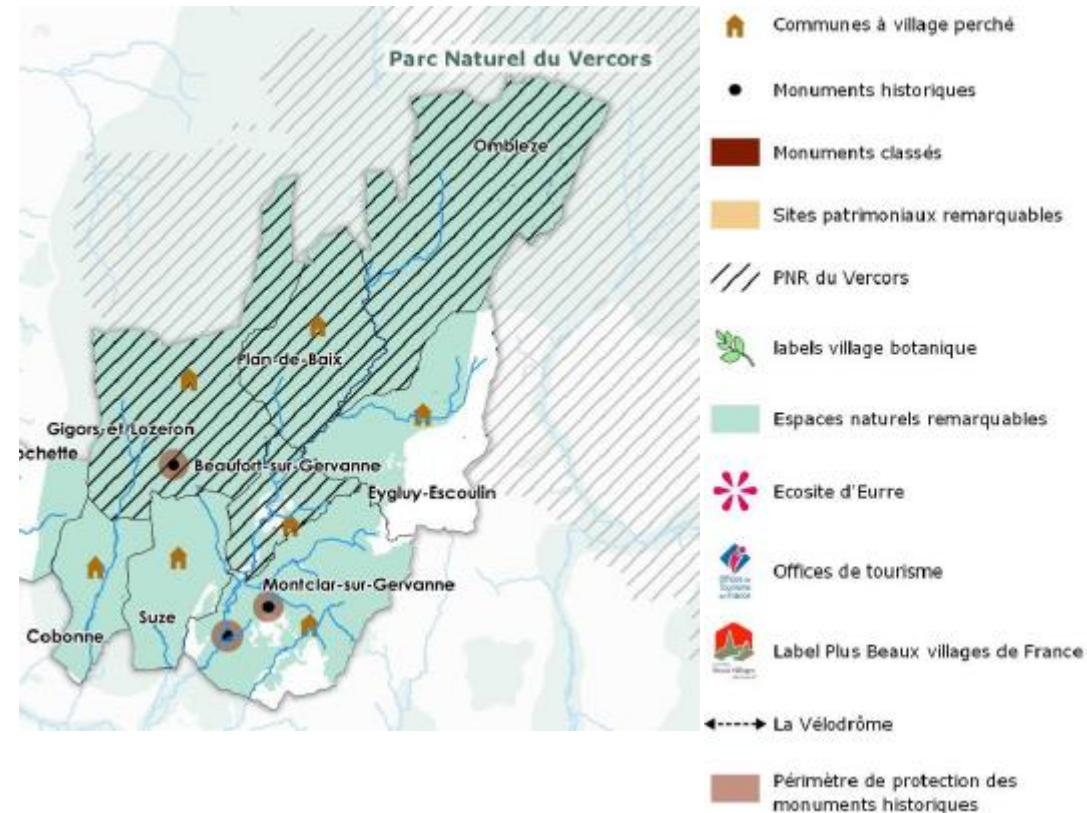 Parc Naturel du Vercors
Omblèze
Plan-de-Baix
Gigors-et-Lozeron
ochette
Beaufort-sur-Gervanne
Eygluy-Escoulin
Montclar-sur-Gervanne
Suze
Cobonne
Communes à village perché
Monuments historiques
Monuments classés
Sites patrimoniaux remarquables
PNR du Vercors
labels village botanique
Espaces naturels remarquables
Ecosite d'Eurre
Offices de tourisme
Label Plus Beaux villages de France
La Vélodrôme
Périmètre de protection des
monuments historiques